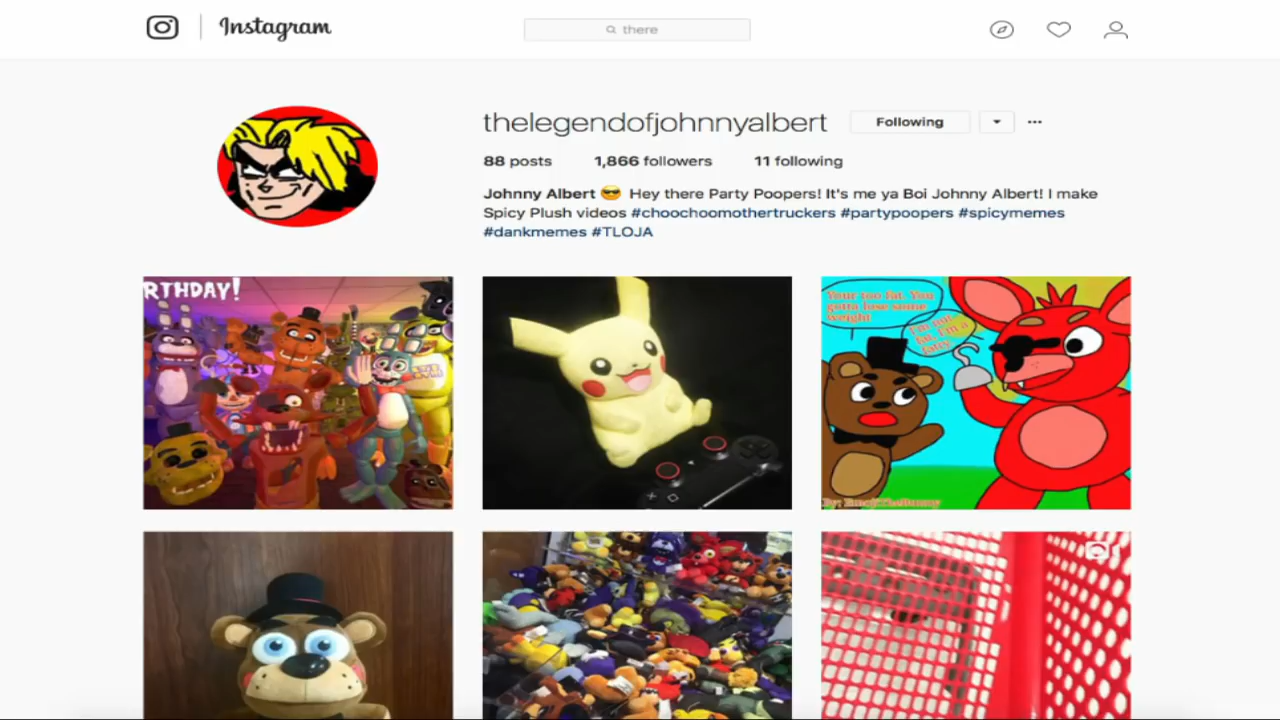 Instagram
there
thelegendofjohnnyalbert
Following
88 posts
1,866 followers
11 following
Johnny Albert 😎 Hey there Party Poopers! It's me ya Boi Johnny Albert! I make
Spicy Plush videos #choochoomothertruckers #partypoopers #spicymemes
#dankmemes #TLOJA
RTHDAY!
Your too fat. You
gotta lose some
weight
I'm not
fat, I'm a
By: